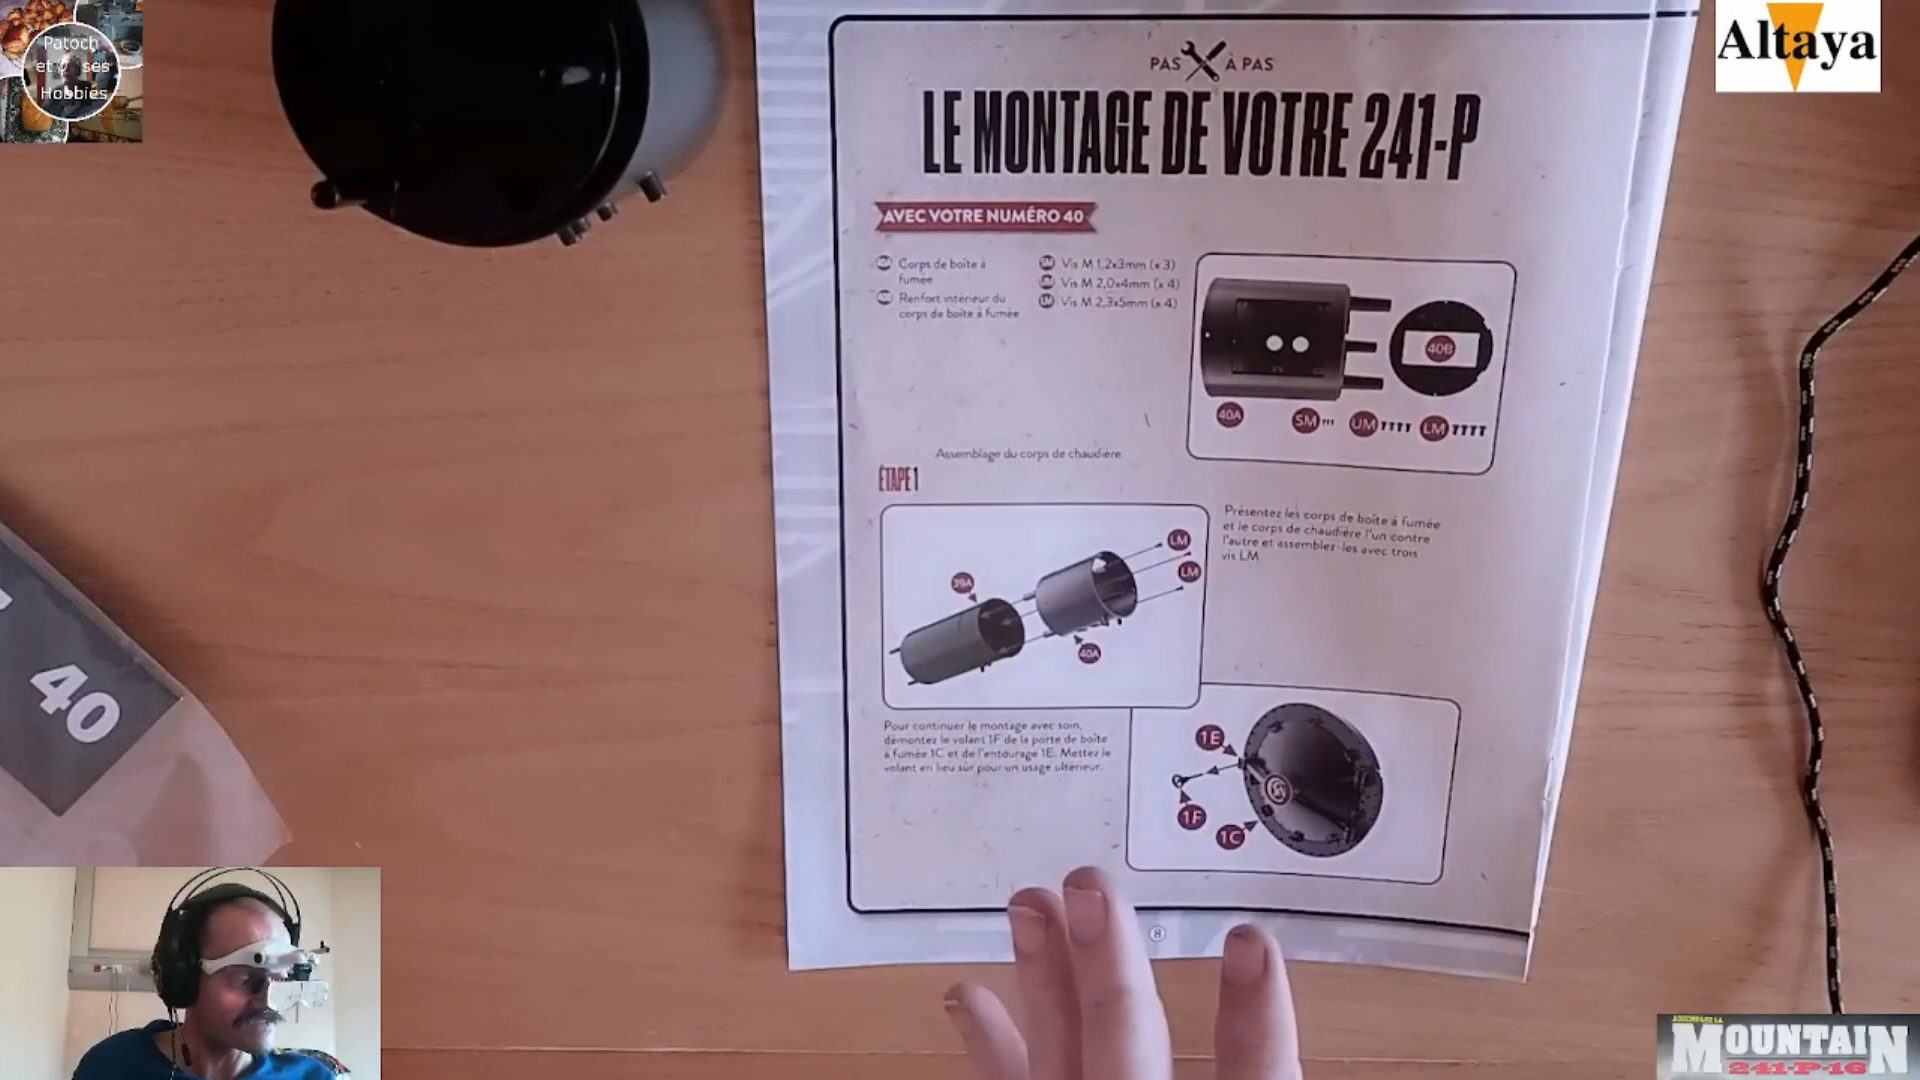 Patoch
et ses
Hobbies
Altaya
PAS À PAS
LE MONTAGE DE VOTRE 241-P
AVEC VOTRE NUMÉRO 40
Corps de boîte à
fumée
Renfort intérieur du
corps de boîte à fumée
SM Vis M 1,2x3mm (x 3)
UM Vis M 2,0x4mm (x 4)
LM Vis M 2,3x5mm (x 4)
40B
40A SM UM LM
Assemblage du corps de chaudière
ÉTAPE 1
39A
LM
LM
40A
Présentez les corps de boîte à fumée
et le corps de chaudière l'un contre
l'autre et assemblez-les avec trois
vis LM
Pour continuer le montage avec soin,
démontez le volant 1F de la porte de boîte
à fumée 1C et de l'entourage 1E. Mettez le
volant en lieu sûr pour un usage ultérieur.
1E
1F
1C
8
40
ASSEMBLEZ LA
MOUNTAIN
241-P-16